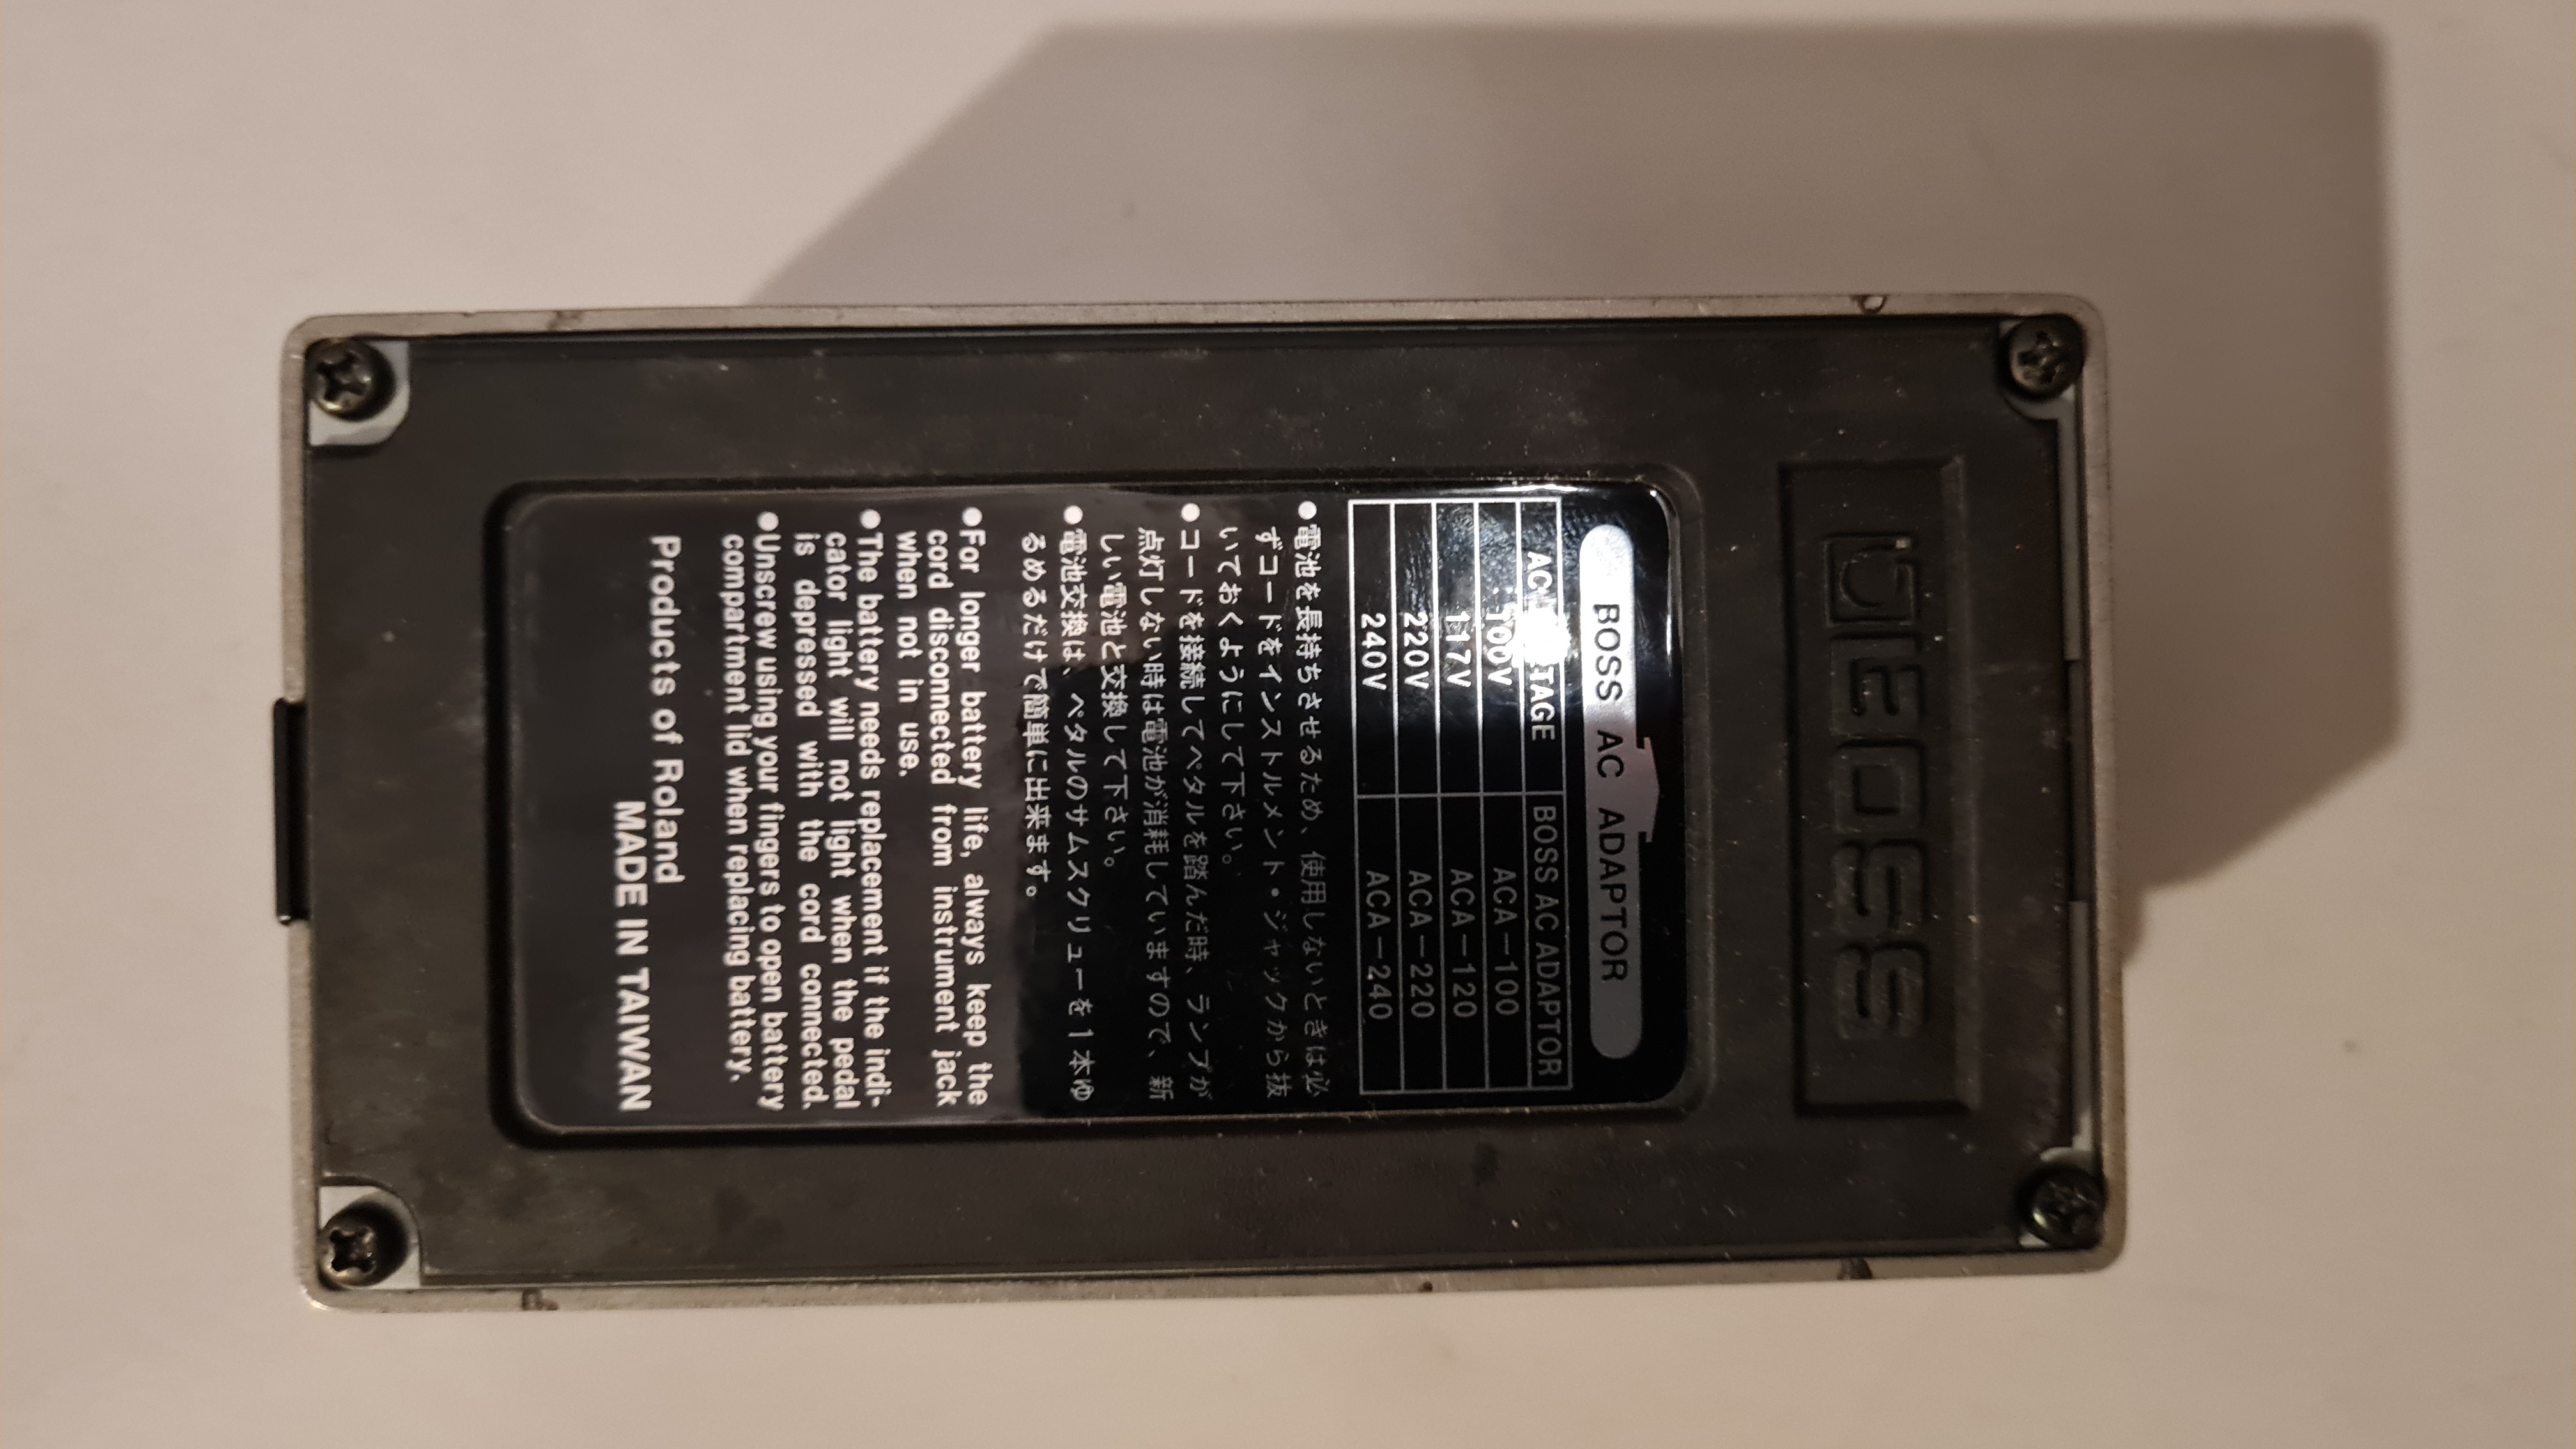 BOSS
BOSS AC ADAPTOR
AC VOLTAGE BOSS AC ADAPTOR
100V ACA-100
117V ACA-120
220V ACA-220
240V ACA-240
●電池を長持ちさせるため、使用しないときは必
ずコードをインストルメント・ジャックから抜
いておくようにして下さい。
●コードを接続してペタルを踏んだ時、ランプが
点灯しない時は電池が消耗していますので、新
しい電池と交換して下さい。
●電池交換は、ペタルのサムスクリューを1本ゆ
るめるだけで簡単に出来ます。
●For longer battery life, always keep the
cord disconnected from instrument jack
when not in use.
●The battery needs replacement if the indi-
cator light will not light when the pedal
is depressed with the cord connected.
●Unscrew using your fingers to open battery
compartment lid when replacing battery.
Products of Roland
MADE IN TAIWAN